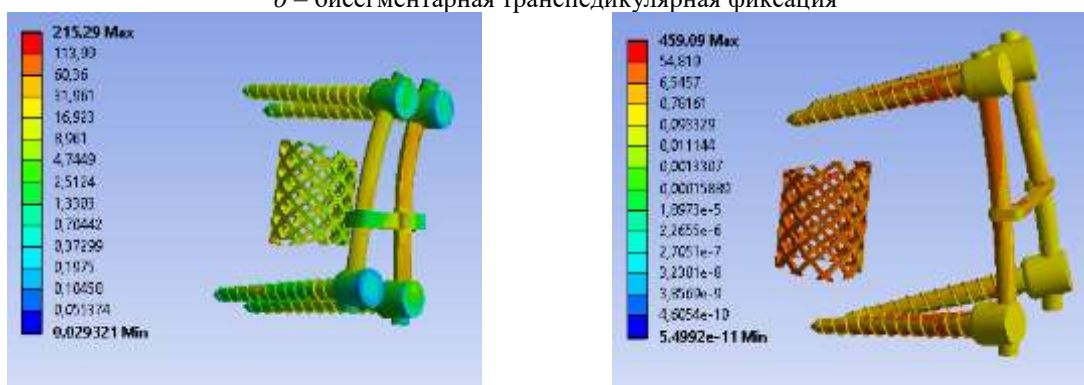 б – бисегментарная транспедикулярная фиксация
215.29 Max
113,99
60,36
31,961
16,923
8,961
4,7449
2,5124
1,3303
0,70442
0,37299
0,1975
0,10458
0,055374
0.029321 Min
459.09 Max
54,819
6,5457
0,78161
0,093329
0,011144
0,0013307
0,00015889
1,8973e-5
2,2655e-6
2,7051e-7
3,2301e-8
3,8569e-9
4,6054e-10
5.4992e-11 Min